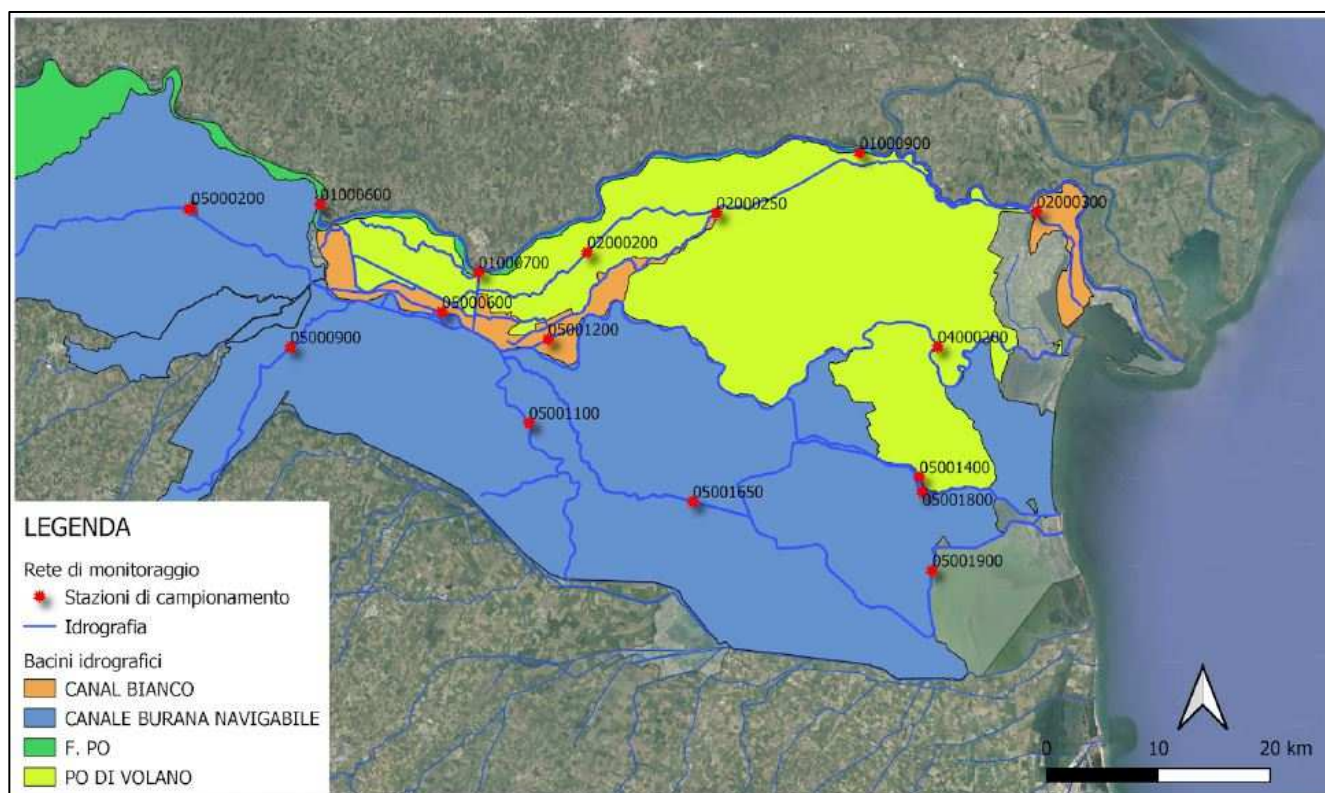 01000900
01000600
05000200
02000250
02000300
02000200
01000700
05000600
05001200
05000900
04000200
05001100
05001400
05001800
05001650
05001900
LEGENDA
Rete di monitoraggio
Stazioni di campionamento
Idrografia
Bacini idrografici
CANAL BIANCO
CANALE BURANA NAVIGABILE
F. PO
PO DI VOLANO
0 10 20 km